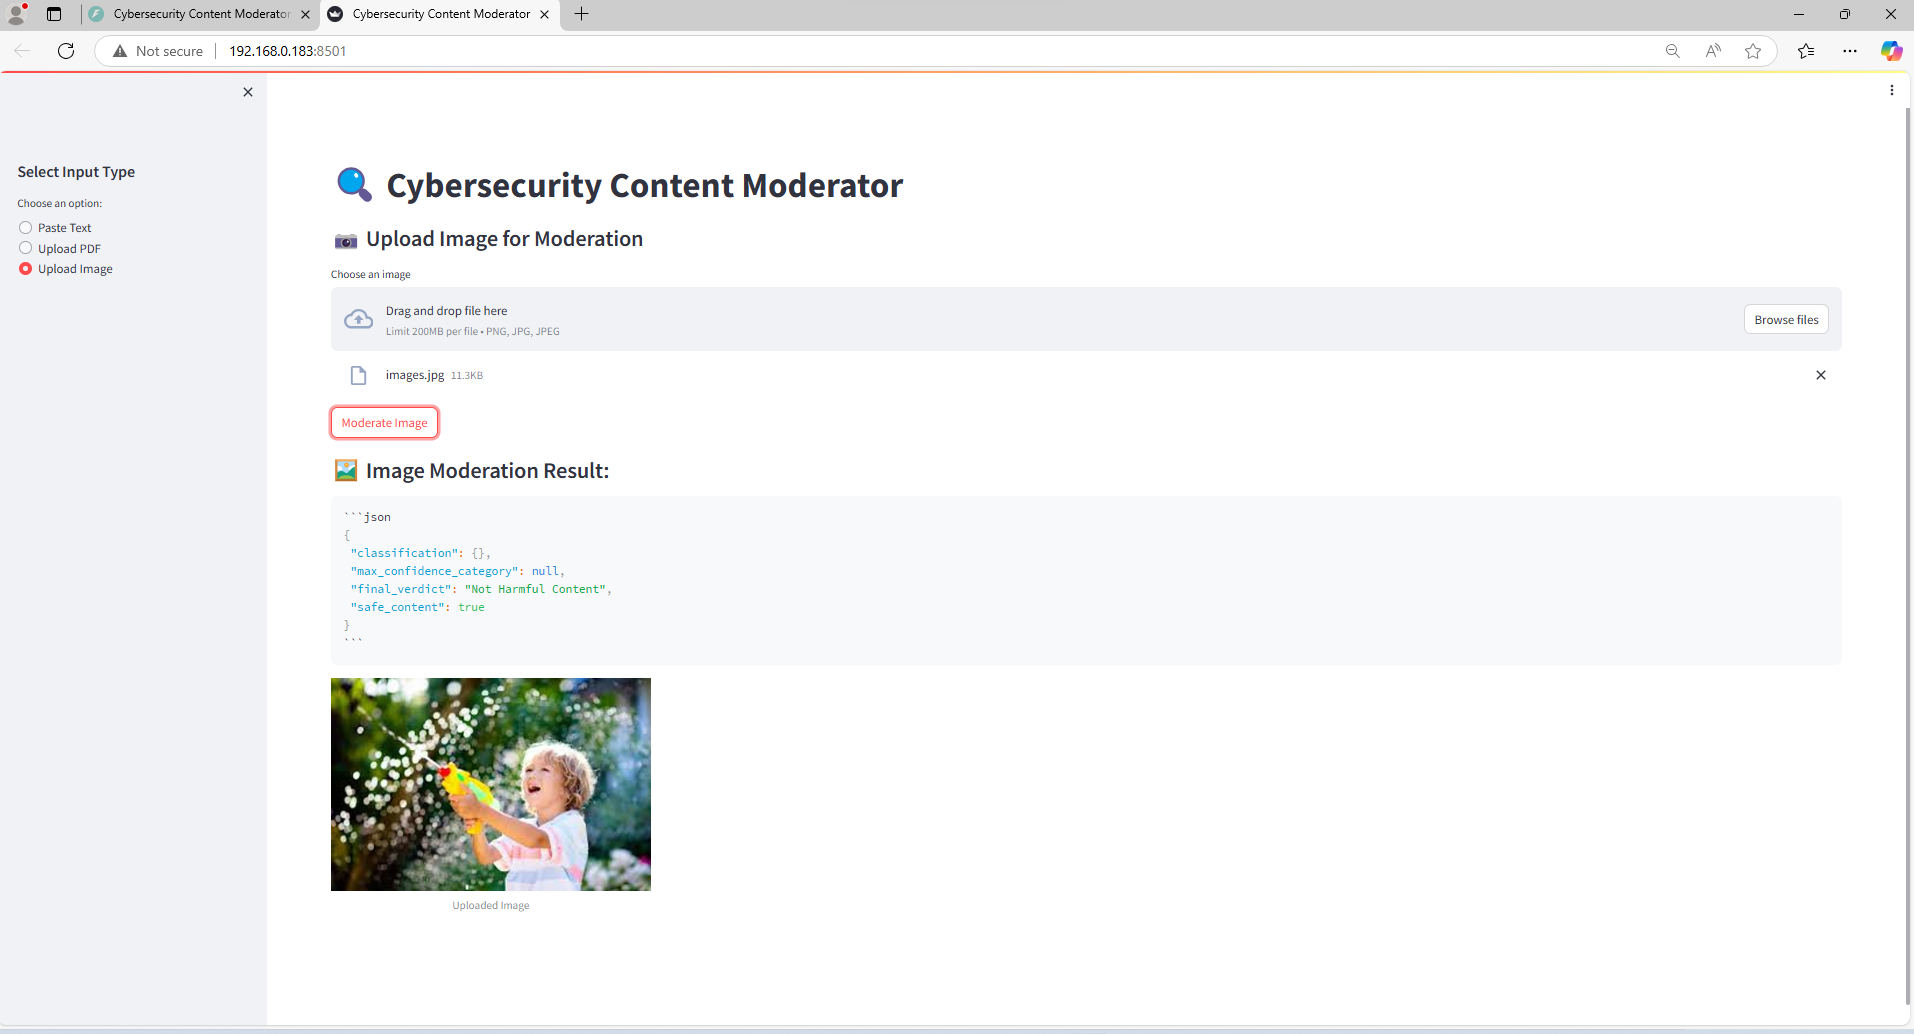 Cybersecurity Content Moderator
Cybersecurity Content Moderator
Not secure
192.168.0.183:8501
Select Input Type
Choose an option:
Paste Text
Upload PDF
Upload Image
Cybersecurity Content Moderator
Upload Image for Moderation
Choose an image
Drag and drop file here
Limit 200MB per file • PNG, JPG, JPEG
Browse files
images.jpg 11.3KB
Moderate Image
Image Moderation Result:
```json
{
"classification": {},
"max_confidence_category": null,
"final_verdict": "Not Harmful Content",
"safe_content": true
}
```
Uploaded Image